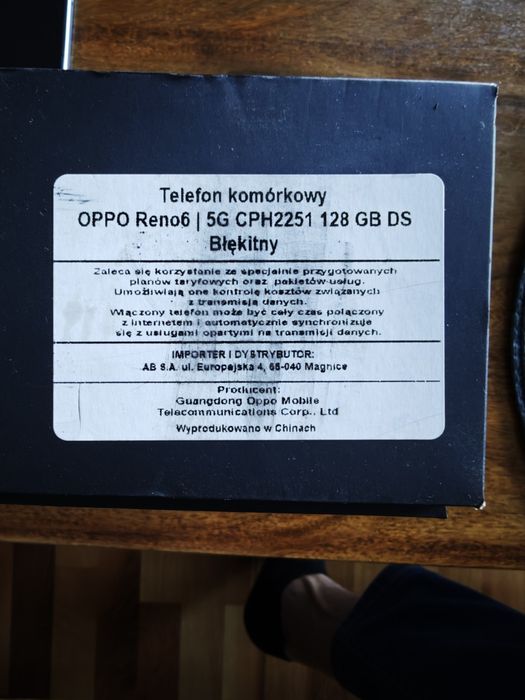 Telefon komórkowy
OPPO Reno6 | 5G CPH2251 128 GB DS
Błękitny
Zaleca się korzystanie ze specjalnie przygotowanych
planów taryfowych oraz pakietów usług.
Umożliwiają one kontrolę kosztów związanych
z transmisją danych.
Włączony telefon może być cały czas połączony
z internetem i automatycznie synchronizuje
się z usługami opartymi na transmisji danych.
IMPORTER I DYSTRYBUTOR:
AB S.A. ul. Europejska 4, 55-040 Magnice
Producent:
Guangdong Oppo Mobile
Telecommunications Corp., Ltd
Wyprodukowano w Chinach